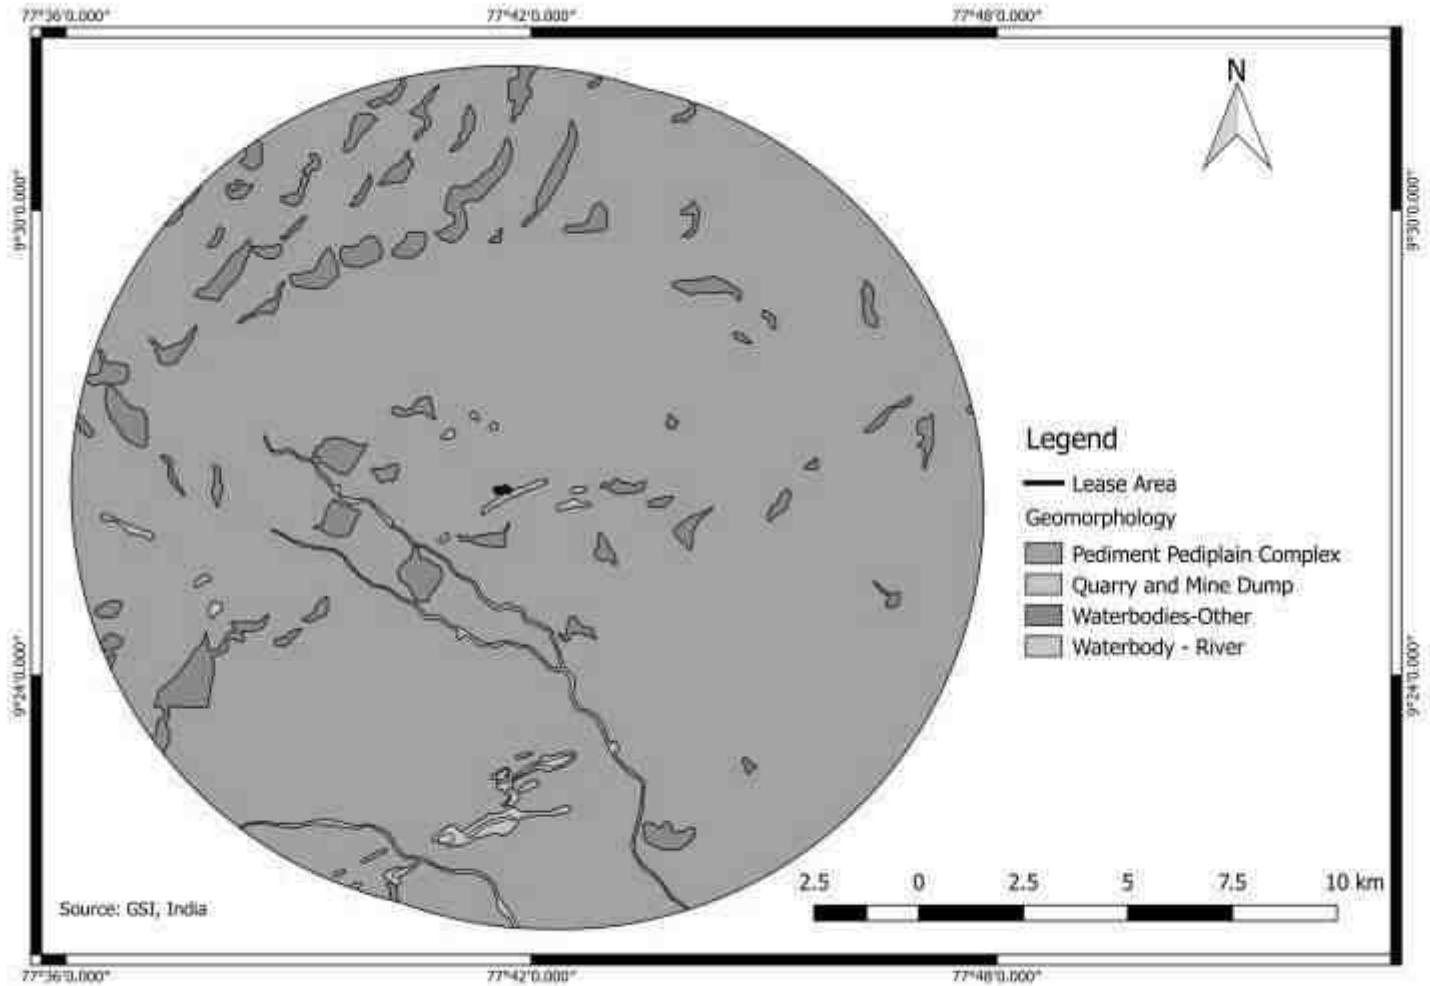 77°36'0.000" 77°42'0.000" 77°48'0.000"
N
9°30'0.000" 9°30'0.000"
Legend
Lease Area
Geomorphology
Pediment Pediplain Complex
Quarry and Mine Dump
Waterbodies-Other
Waterbody - River
9°24'0.000" 9°24'0.000"
2.5 0 2.5 5 7.5 10 km
Source: GSI, India
77°36'0.000" 77°42'0.000" 77°48'0.000"